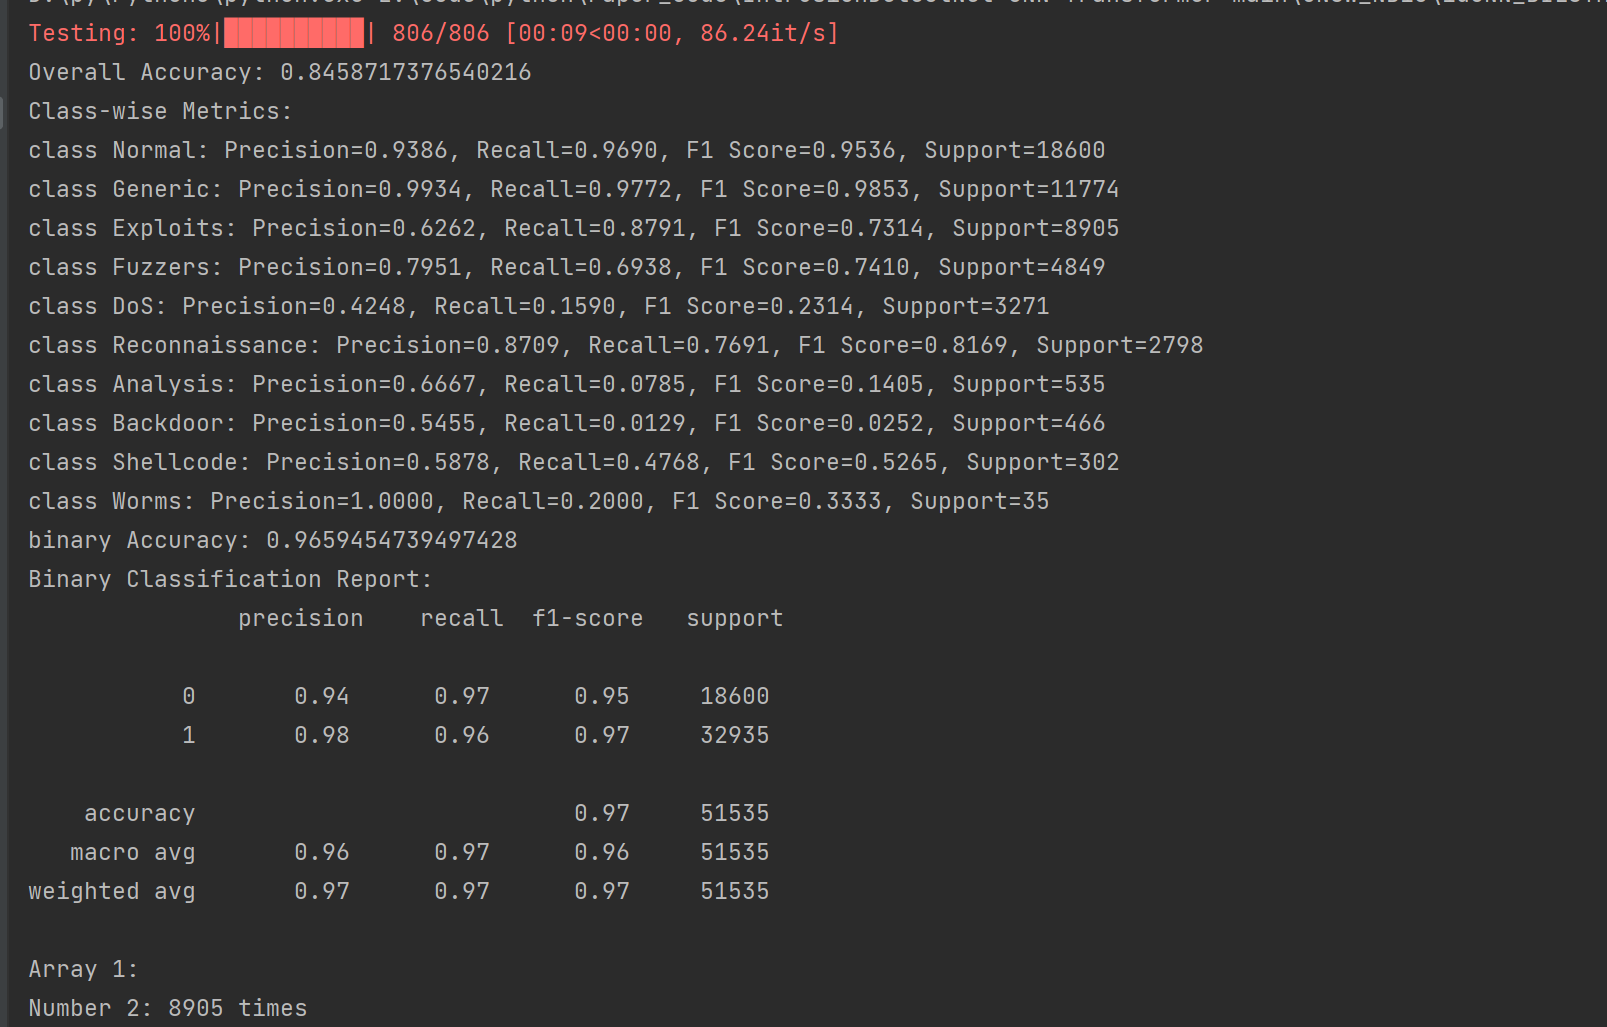 Testing: 100%|██████████| 806/806 [00:09<00:00, 86.24it/s]
Overall Accuracy: 0.8458717376540216
Class-wise Metrics:
class Normal: Precision=0.9386, Recall=0.9690, F1 Score=0.9536, Support=18600
class Generic: Precision=0.9934, Recall=0.9772, F1 Score=0.9853, Support=11774
class Exploits: Precision=0.6262, Recall=0.8791, F1 Score=0.7314, Support=8905
class Fuzzers: Precision=0.7951, Recall=0.6938, F1 Score=0.7410, Support=4849
class DoS: Precision=0.4248, Recall=0.1590, F1 Score=0.2314, Support=3271
class Reconnaissance: Precision=0.8709, Recall=0.7691, F1 Score=0.8169, Support=2798
class Analysis: Precision=0.6667, Recall=0.0785, F1 Score=0.1405, Support=535
class Backdoor: Precision=0.5455, Recall=0.0129, F1 Score=0.0252, Support=466
class Shellcode: Precision=0.5878, Recall=0.4768, F1 Score=0.5265, Support=302
class Worms: Precision=1.0000, Recall=0.2000, F1 Score=0.3333, Support=35
binary Accuracy: 0.9659454739497428
Binary Classification Report:
precision recall f1-score support
0 0.94 0.97 0.95 18600
1 0.98 0.96 0.97 32935
accuracy 0.97 51535
macro avg 0.96 0.97 0.96 51535
weighted avg 0.97 0.97 0.97 51535
Array 1:
Number 2: 8905 times